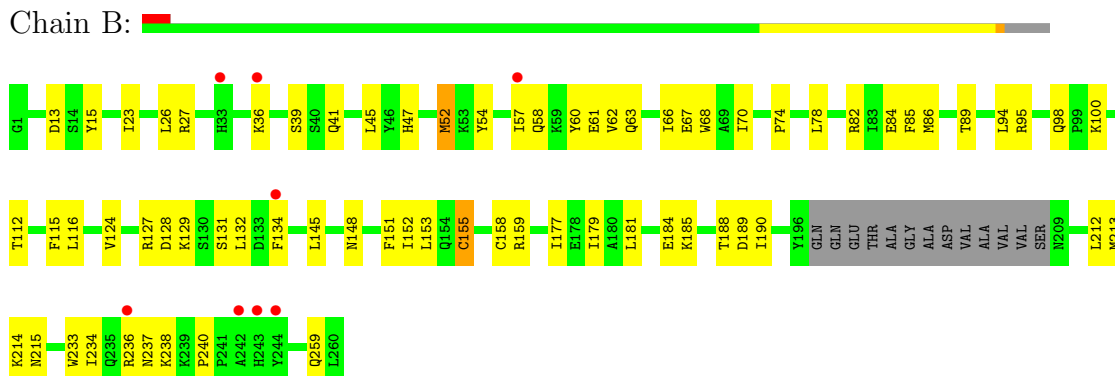 Chain B:
G1 D13 S14 Y15 I23 L26 R27 H33 K36 S39 S40 Q41 L45 Y46 H47 M52 K53 Y54 I57 Q58 K59 Y60 E61 V62 Q63 I66 E67 W68 A69 I70 P74 L78 R82 I83 E84 F85 M86 T89 L94 R95 Q98 P99 K100
T112 F115 L116 V124 R127 D128 K129 S130 S131 L132 D133 F134 L145 N148 F151 I152 L153 Q154 C155 C158 R159 I177 E178 I179 A180 L181 E184 K185 T188 D189 I190 Y196 GLN GLN GLU THR ALA GLY ALA ASP VAL ALA VAL VAL SER N209 L212 M213
K214 N215 W233 I234 Q235 R236 N237 K238 K239 P240 P241 A242 H243 Y244 Q259 L260